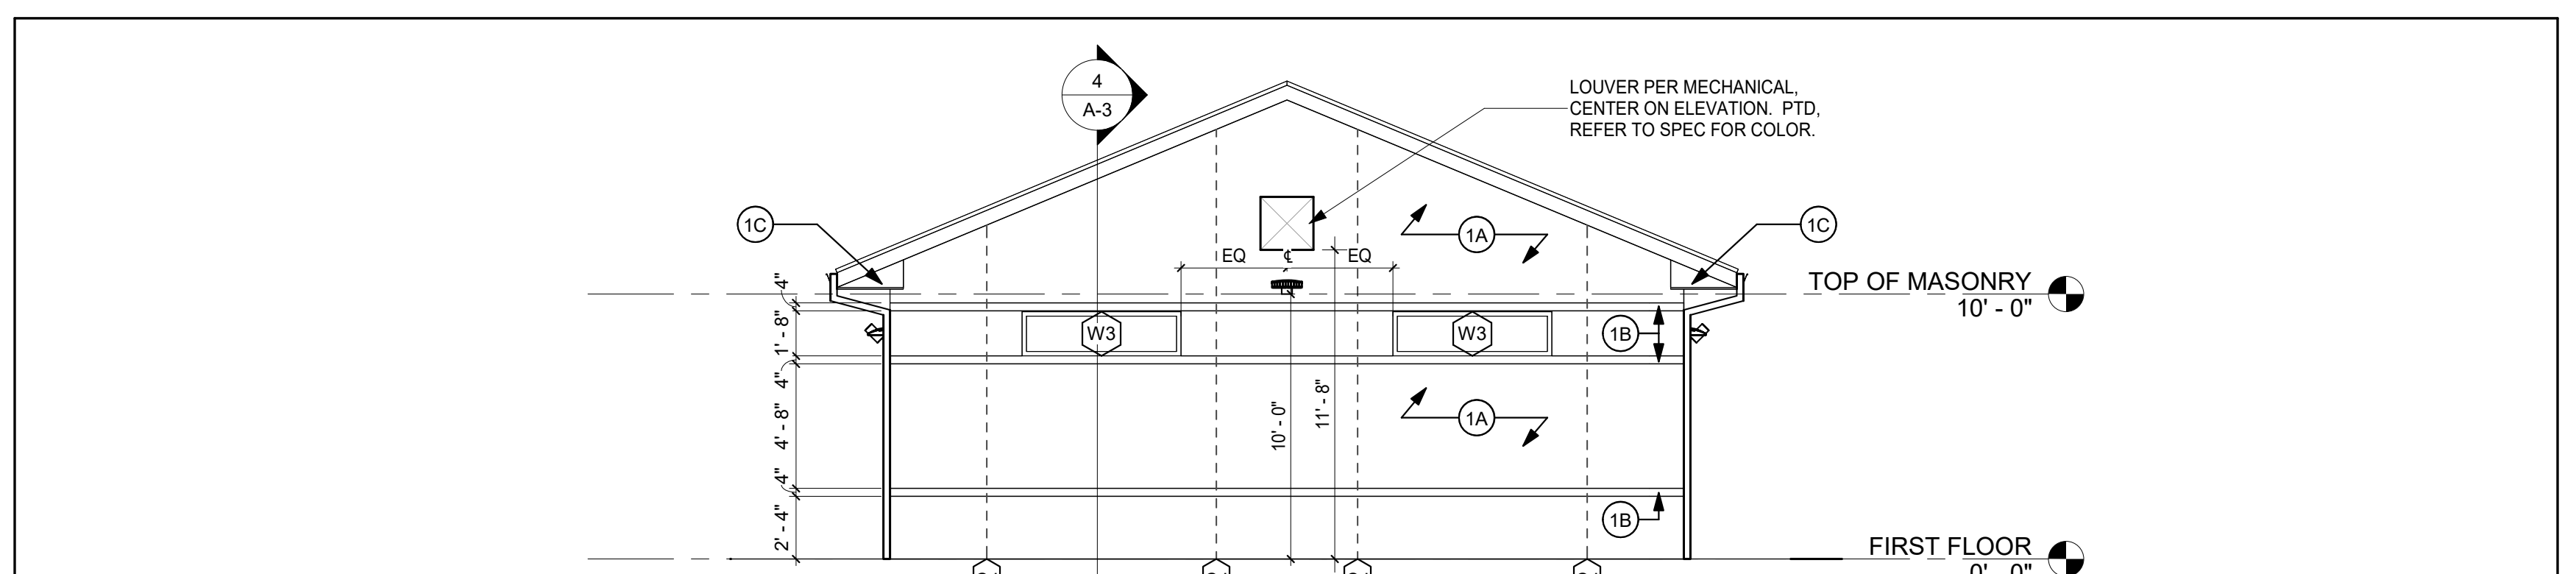 4
A-3
LOUVER PER MECHANICAL,
CENTER ON ELEVATION. PTD,
REFER TO SPEC FOR COLOR.
1C
1C
1A
EQ
℄
EQ
TOP OF MASONRY
10' - 0"
4"
1' - 8"
W3
W3
1B
4"
4' - 8"
10' - 0"
11' - 8"
1A
4"
2' - 4"
1B
FIRST FLOOR
0' - 0"